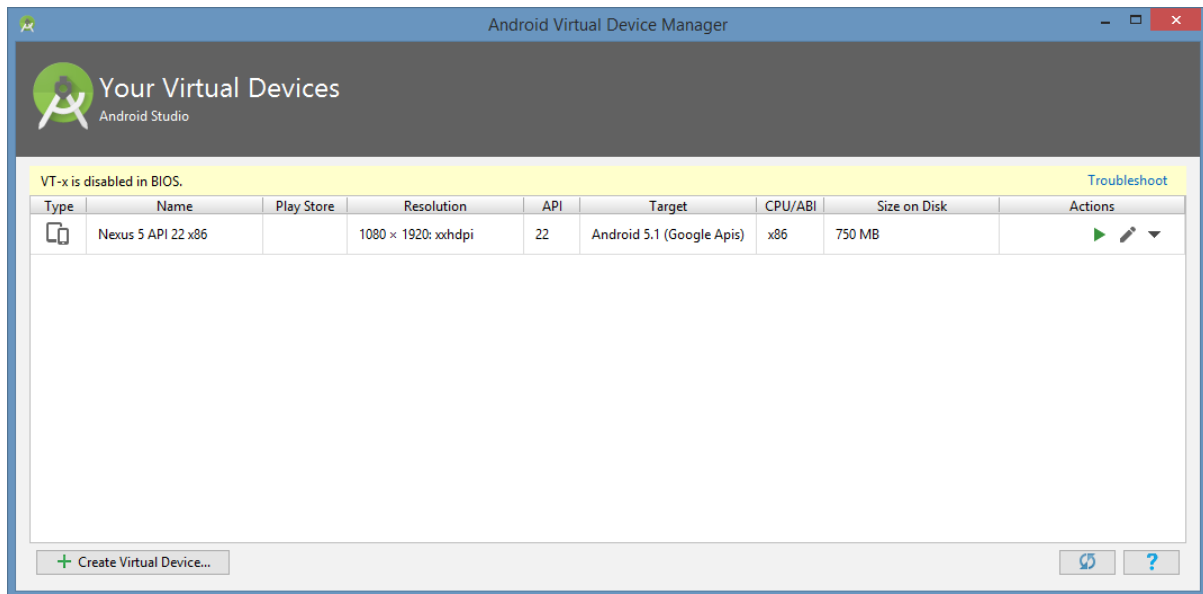 Android Virtual Device Manager
Your Virtual Devices
Android Studio
VT-x is disabled in BIOS. Troubleshoot
Type Name Play Store Resolution API Target CPU/ABI Size on Disk Actions
Nexus 5 API 22 x86 1080 × 1920: xxhdpi 22 Android 5.1 (Google Apis) x86 750 MB
+ Create Virtual Device... ?